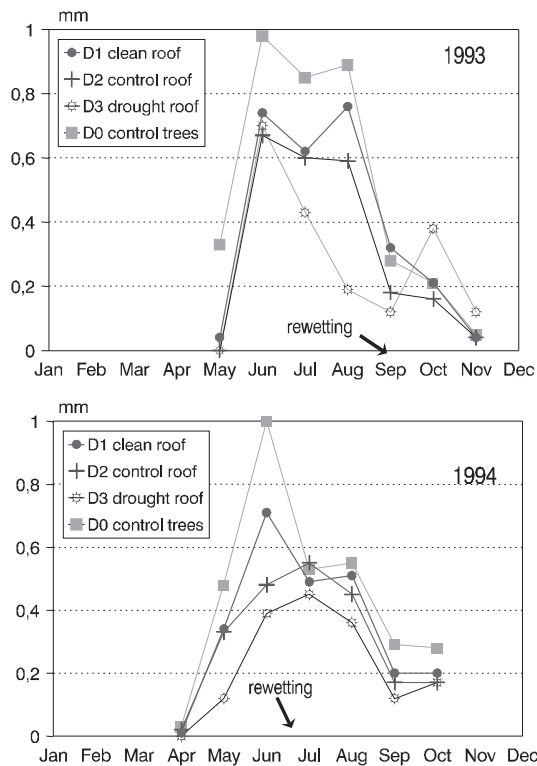 mm
1
0,8
0,6
0,4
0,2
0
D1 clean roof
D2 control roof
D3 drought roof
D0 control trees
1993
rewetting
Jan Feb Mar Apr May Jun Jul Aug Sep Oct Nov Dec
mm
1
0,8
0,6
0,4
0,2
0
D1 clean roof
D2 control roof
D3 drought roof
D0 control trees
1994
rewetting
Jan Feb Mar Apr May Jun Jul Aug Sep Oct Nov Dec